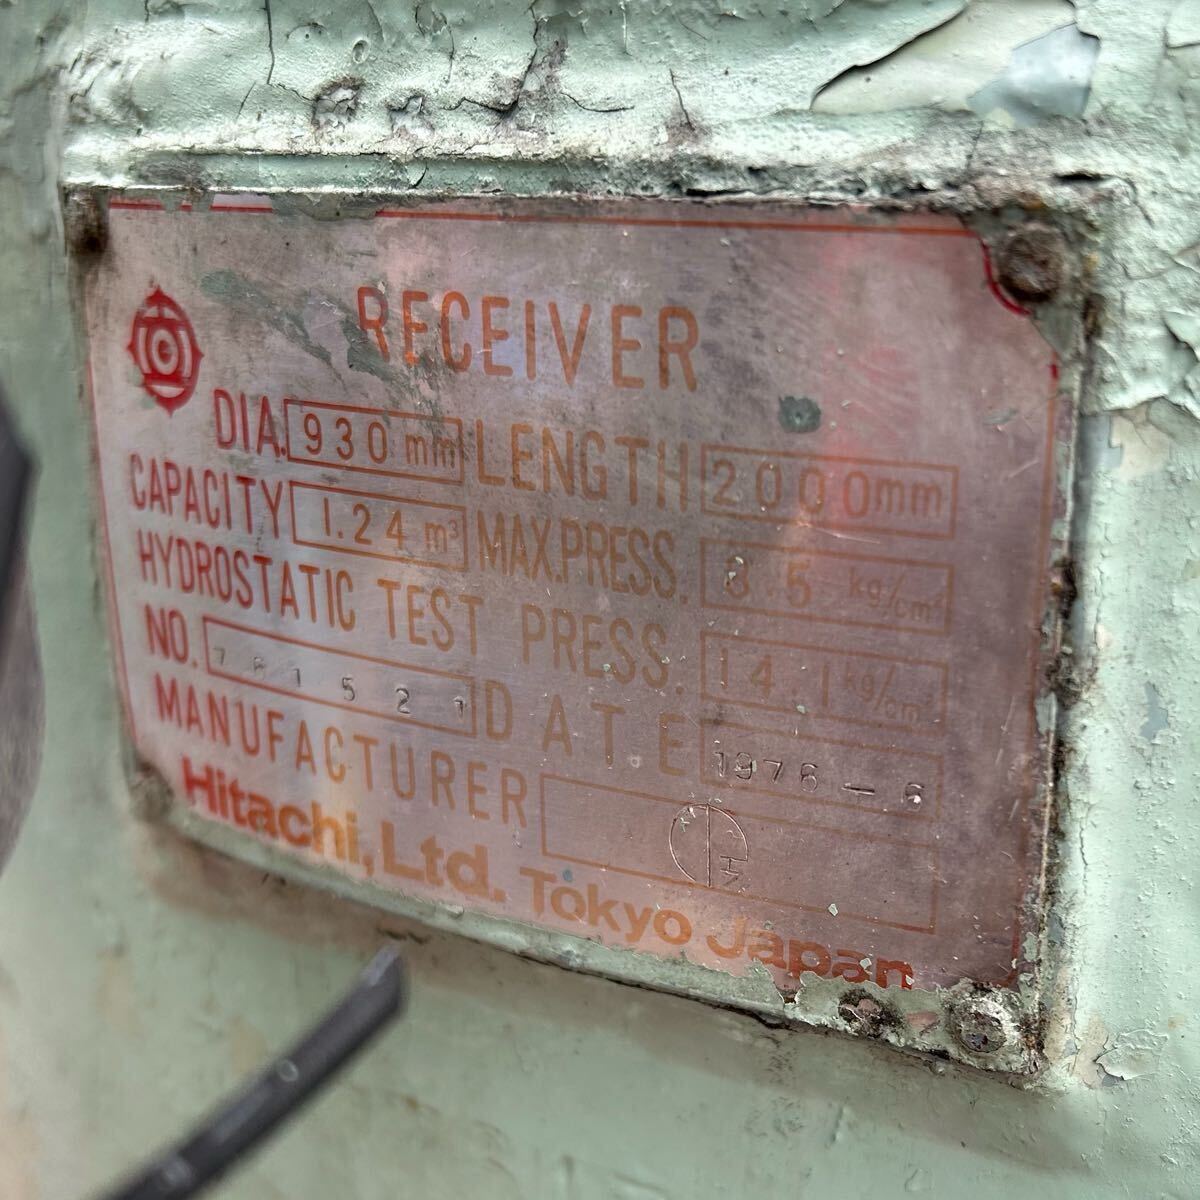 RECEIVER
DIA. 930 mm LENGTH 2000mm
CAPACITY 1.24 m³ MAX.PRESS. 8.5 kg/cm²
HYDROSTATIC TEST PRESS. 14.1 kg/cm²
NO. 761521 DATE 1976-6
MANUFACTURER
Hitachi, Ltd. Tokyo Japan